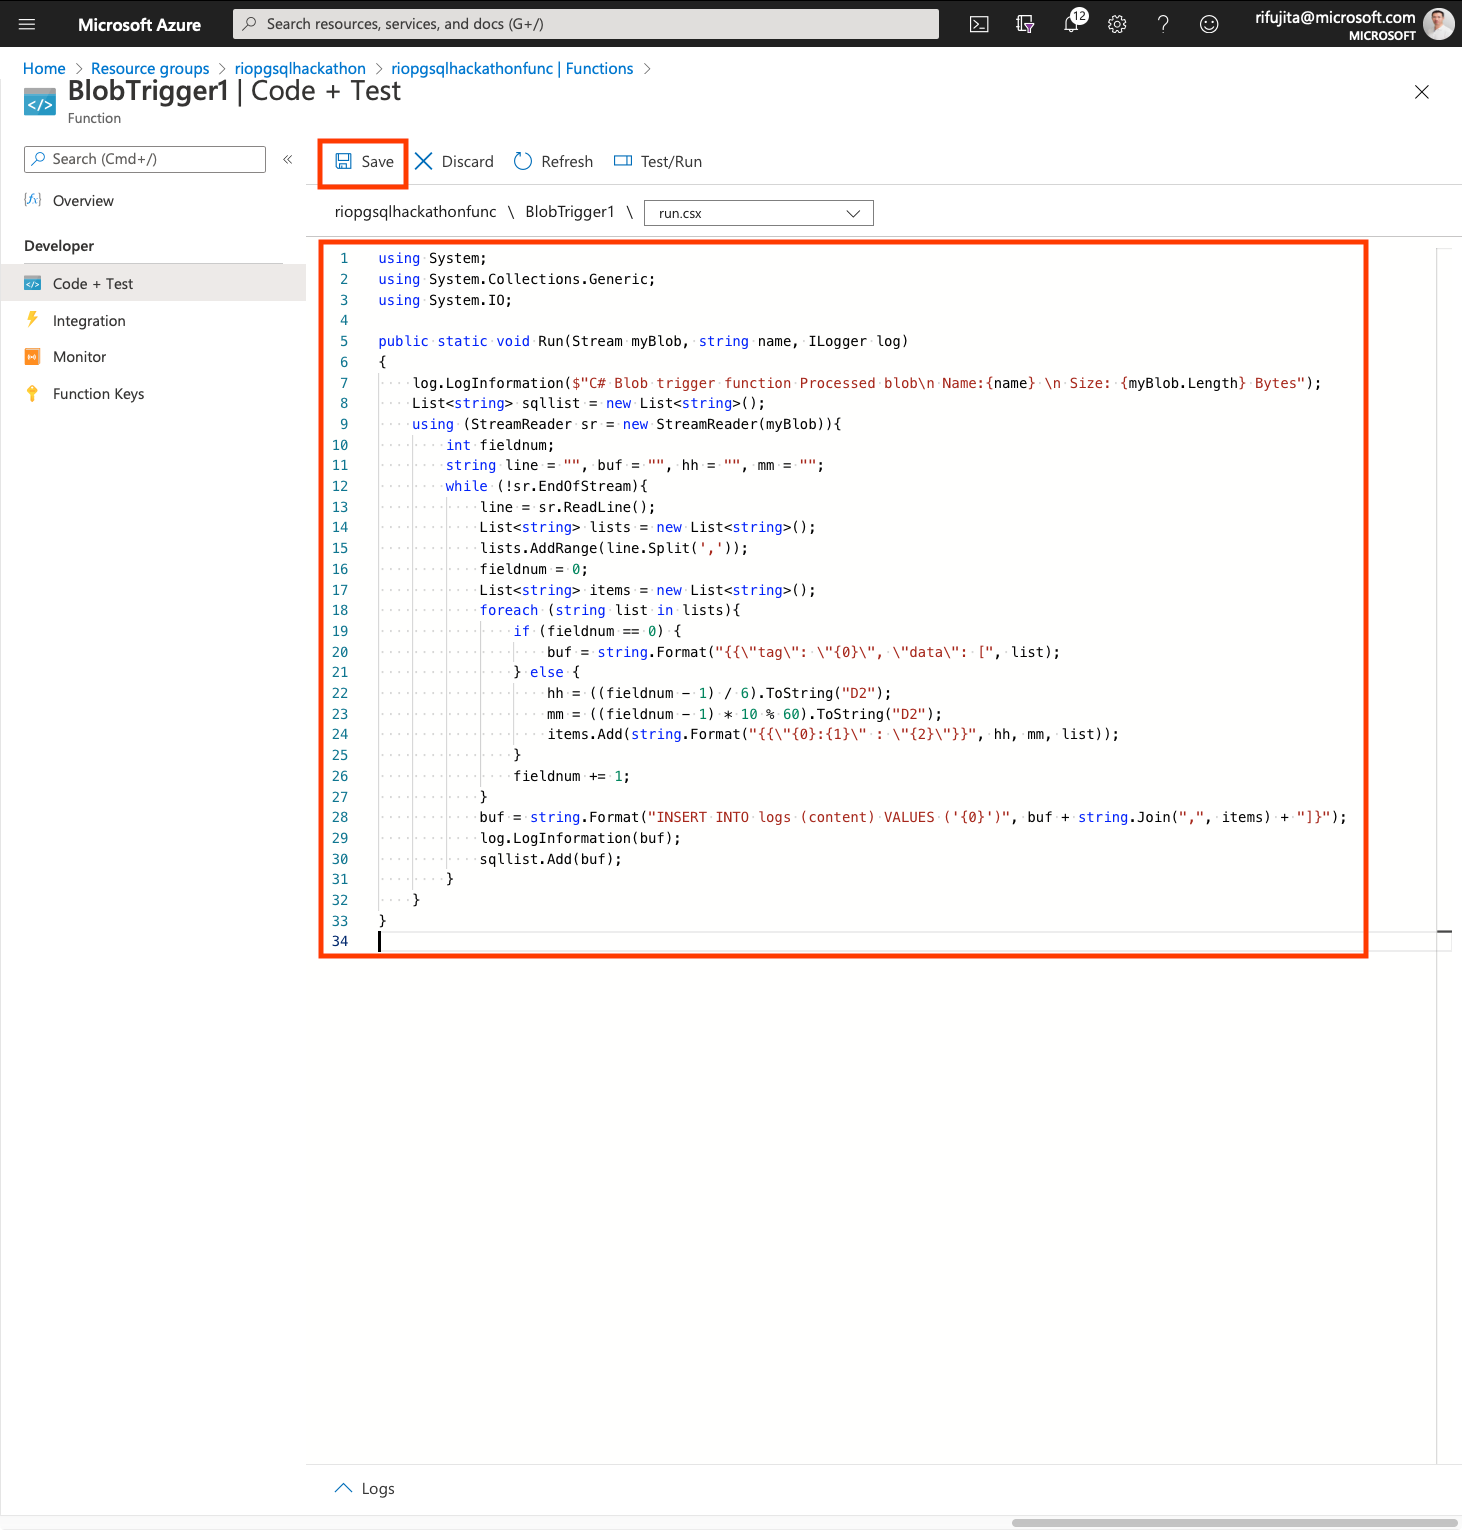 Microsoft Azure
Search resources, services, and docs (G+/)
12
rifujita@microsoft.com
MICROSOFT
Home > Resource groups > riopgsqlhackathon > riopgsqlhackathonfunc | Functions >
BlobTrigger1 | Code + Test
Function
Search (Cmd+/)
«
Save
Discard
Refresh
Test/Run
Overview
riopgsqlhackathonfunc \ BlobTrigger1 \ run.csx
Developer
Code + Test
Integration
Monitor
Function Keys
1 using System;
2 using System.Collections.Generic;
3 using System.IO;
4
5 public static void Run(Stream myBlob, string name, ILogger log)
6 {
7     log.LogInformation($"C# Blob trigger function Processed blob\n Name:{name} \n Size: {myBlob.Length} Bytes");
8     List<string> sqllist = new List<string>();
9     using (StreamReader sr = new StreamReader(myBlob)){
10         int fieldnum;
11         string line = "", buf = "", hh = "", mm = "";
12         while (!sr.EndOfStream){
13             line = sr.ReadLine();
14             List<string> lists = new List<string>();
15             lists.AddRange(line.Split(','));
16             fieldnum = 0;
17             List<string> items = new List<string>();
18             foreach (string list in lists){
19                 if (fieldnum == 0) {
20                     buf = string.Format("{{\"tag\": \"{0}\", \"data\": [", list);
21                 } else {
22                     hh = ((fieldnum - 1) / 6).ToString("D2");
23                     mm = ((fieldnum - 1) * 10 % 60).ToString("D2");
24                     items.Add(string.Format("{{\"{0}:{1}\" : \"{2}\"}}", hh, mm, list));
25                 }
26                 fieldnum += 1;
27             }
28             buf = string.Format("INSERT INTO logs (content) VALUES ('{0}')", buf + string.Join(",", items) + "]}");
29             log.LogInformation(buf);
30             sqllist.Add(buf);
31         }
32     }
33 }
34
Logs